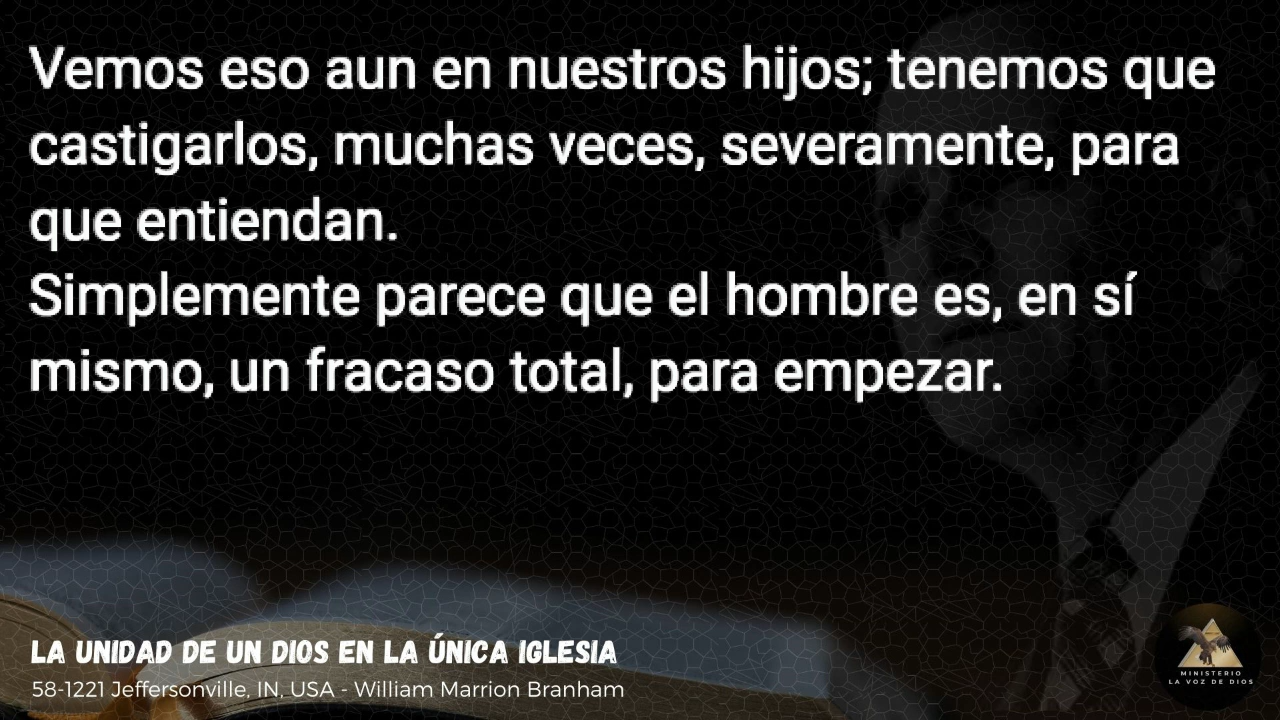 Vemos eso aun en nuestros hijos; tenemos que
castigarlos, muchas veces, severamente, para
que entiendan.
Simplemente parece que el hombre es, en sí
mismo, un fracaso total, para empezar.
LA UNIDAD DE UN DIOS EN LA ÚNICA IGLESIA
58-1221 Jeffersonville, IN, USA - William Marrion Branham
MINISTERIO
LA VOZ DE DIOS